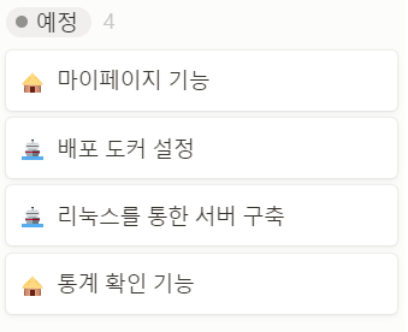 예정 4
마이페이지 기능
배포 도커 설정
리눅스를 통한 서버 구축
통계 확인 기능